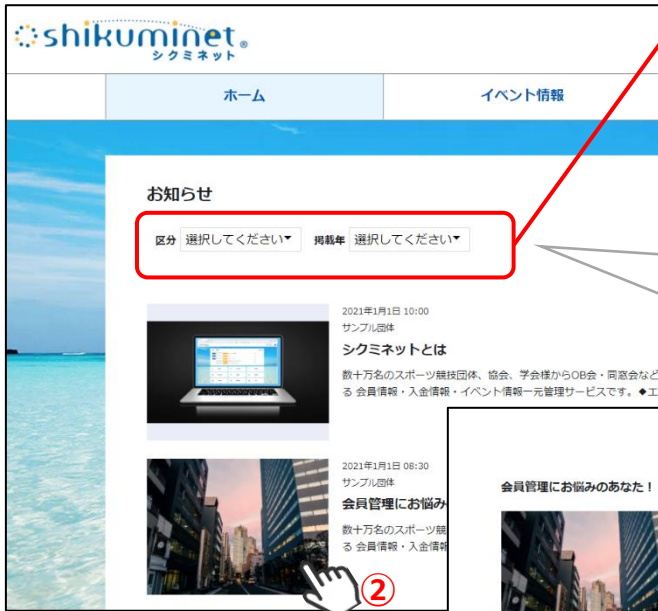 shikuminet®
シクミネット
ホーム
イベント情報
お知らせ
区分 選択してください▼ 掲載年 選択してください▼
2021年1月1日 10:00
サンプル団体
シクミネットとは
数十万名のスポーツ競技団体、協会、学会様からOB会・同窓会など
る 会員情報・入金情報・イベント情報一元管理サービスです。◆エ
2021年1月1日 08:30
サンプル団体
会員管理にお悩み
数十万名のスポーツ競
る 会員情報・入金情報
②
会員管理にお悩みのあなた！